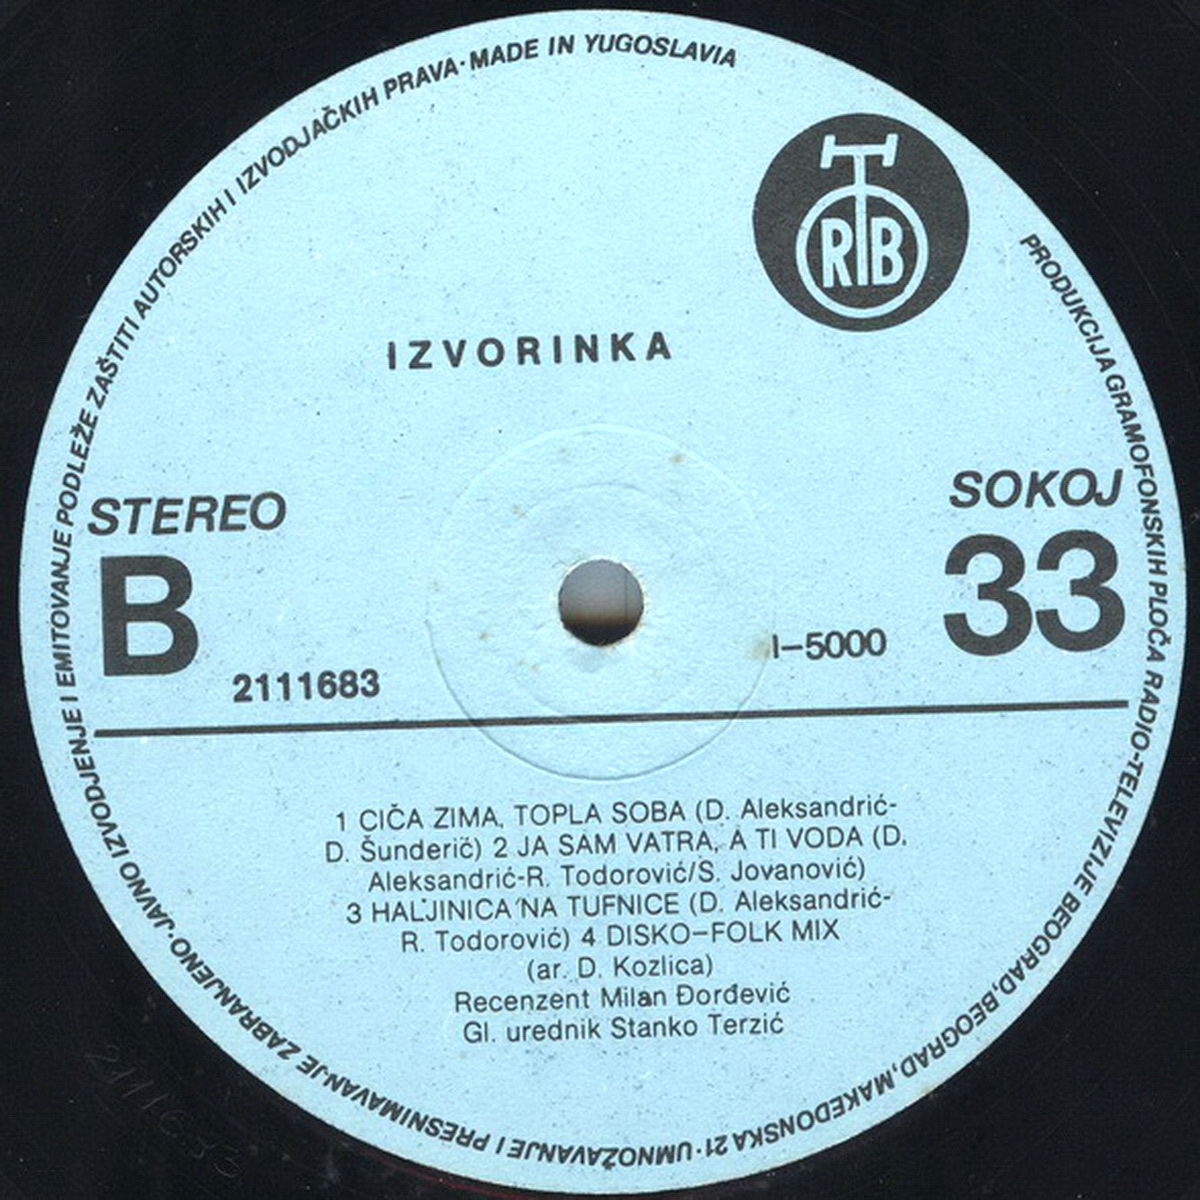 PRODUKCIJA GRAMOFONSKIH PLOČA RADIO-TELEVIZIJE BEOGRAD, BEOGRAD, MAKEDONSKA 21 · UMNOŽAVANJE I PRESNIMAVANJE ZABRANJENO · JAVNO IZVODJENJE I EMITOVANJE PODLEŽE ZAŠTITI AUTORSKIH I IZVODJAČKIH PRAVA · MADE IN YUGOSLAVIA
RTB
IZVORINKA
STEREO
SOKOJ
B
33
2111683
I-5000
1 CIČA ZIMA, TOPLA SOBA (D. Aleksandrić-
D. Šunderić) 2 JA SAM VATRA, A TI VODA (D.
Aleksandrić-R. Todorović/S. Jovanović)
3 HALJINICA NA TUFNICE (D. Aleksandrić-
R. Todorović) 4 DISKO-FOLK MIX
(ar. D. Kozlica)
Recenzent Milan Đorđević
Gl. urednik Stanko Terzić